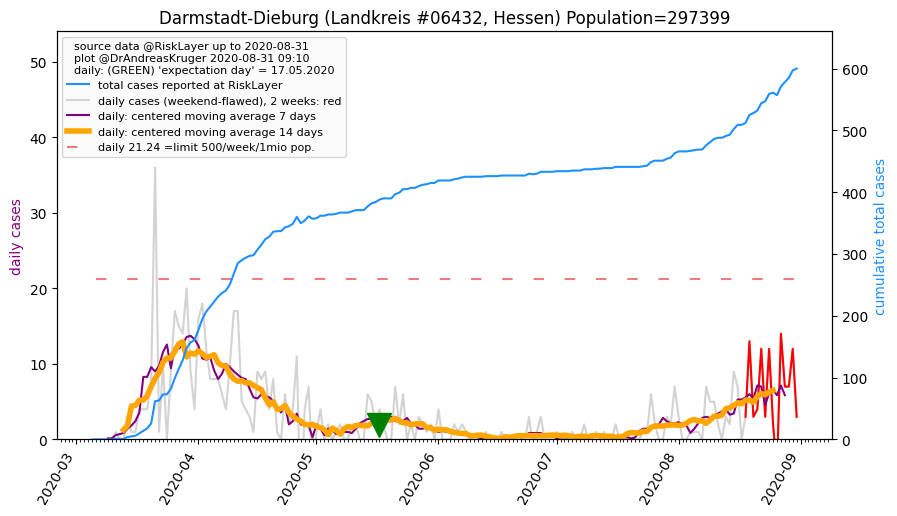 Darmstadt-Dieburg (Landkreis #06432, Hessen) Population=297399
source data @RiskLayer up to 2020-08-31
plot @DrAndreasKruger 2020-08-31 09:10
daily: (GREEN) 'expectation day' = 17.05.2020
total cases reported at RiskLayer
daily cases (weekend-flawed), 2 weeks: red
daily: centered moving average 7 days
daily: centered moving average 14 days
daily 21.24 =limit 500/week/1mio pop.
daily cases
50
40
30
20
10
0
cumulative total cases
600
500
400
300
200
100
0
2020-03
2020-04
2020-05
2020-06
2020-07
2020-08
2020-09